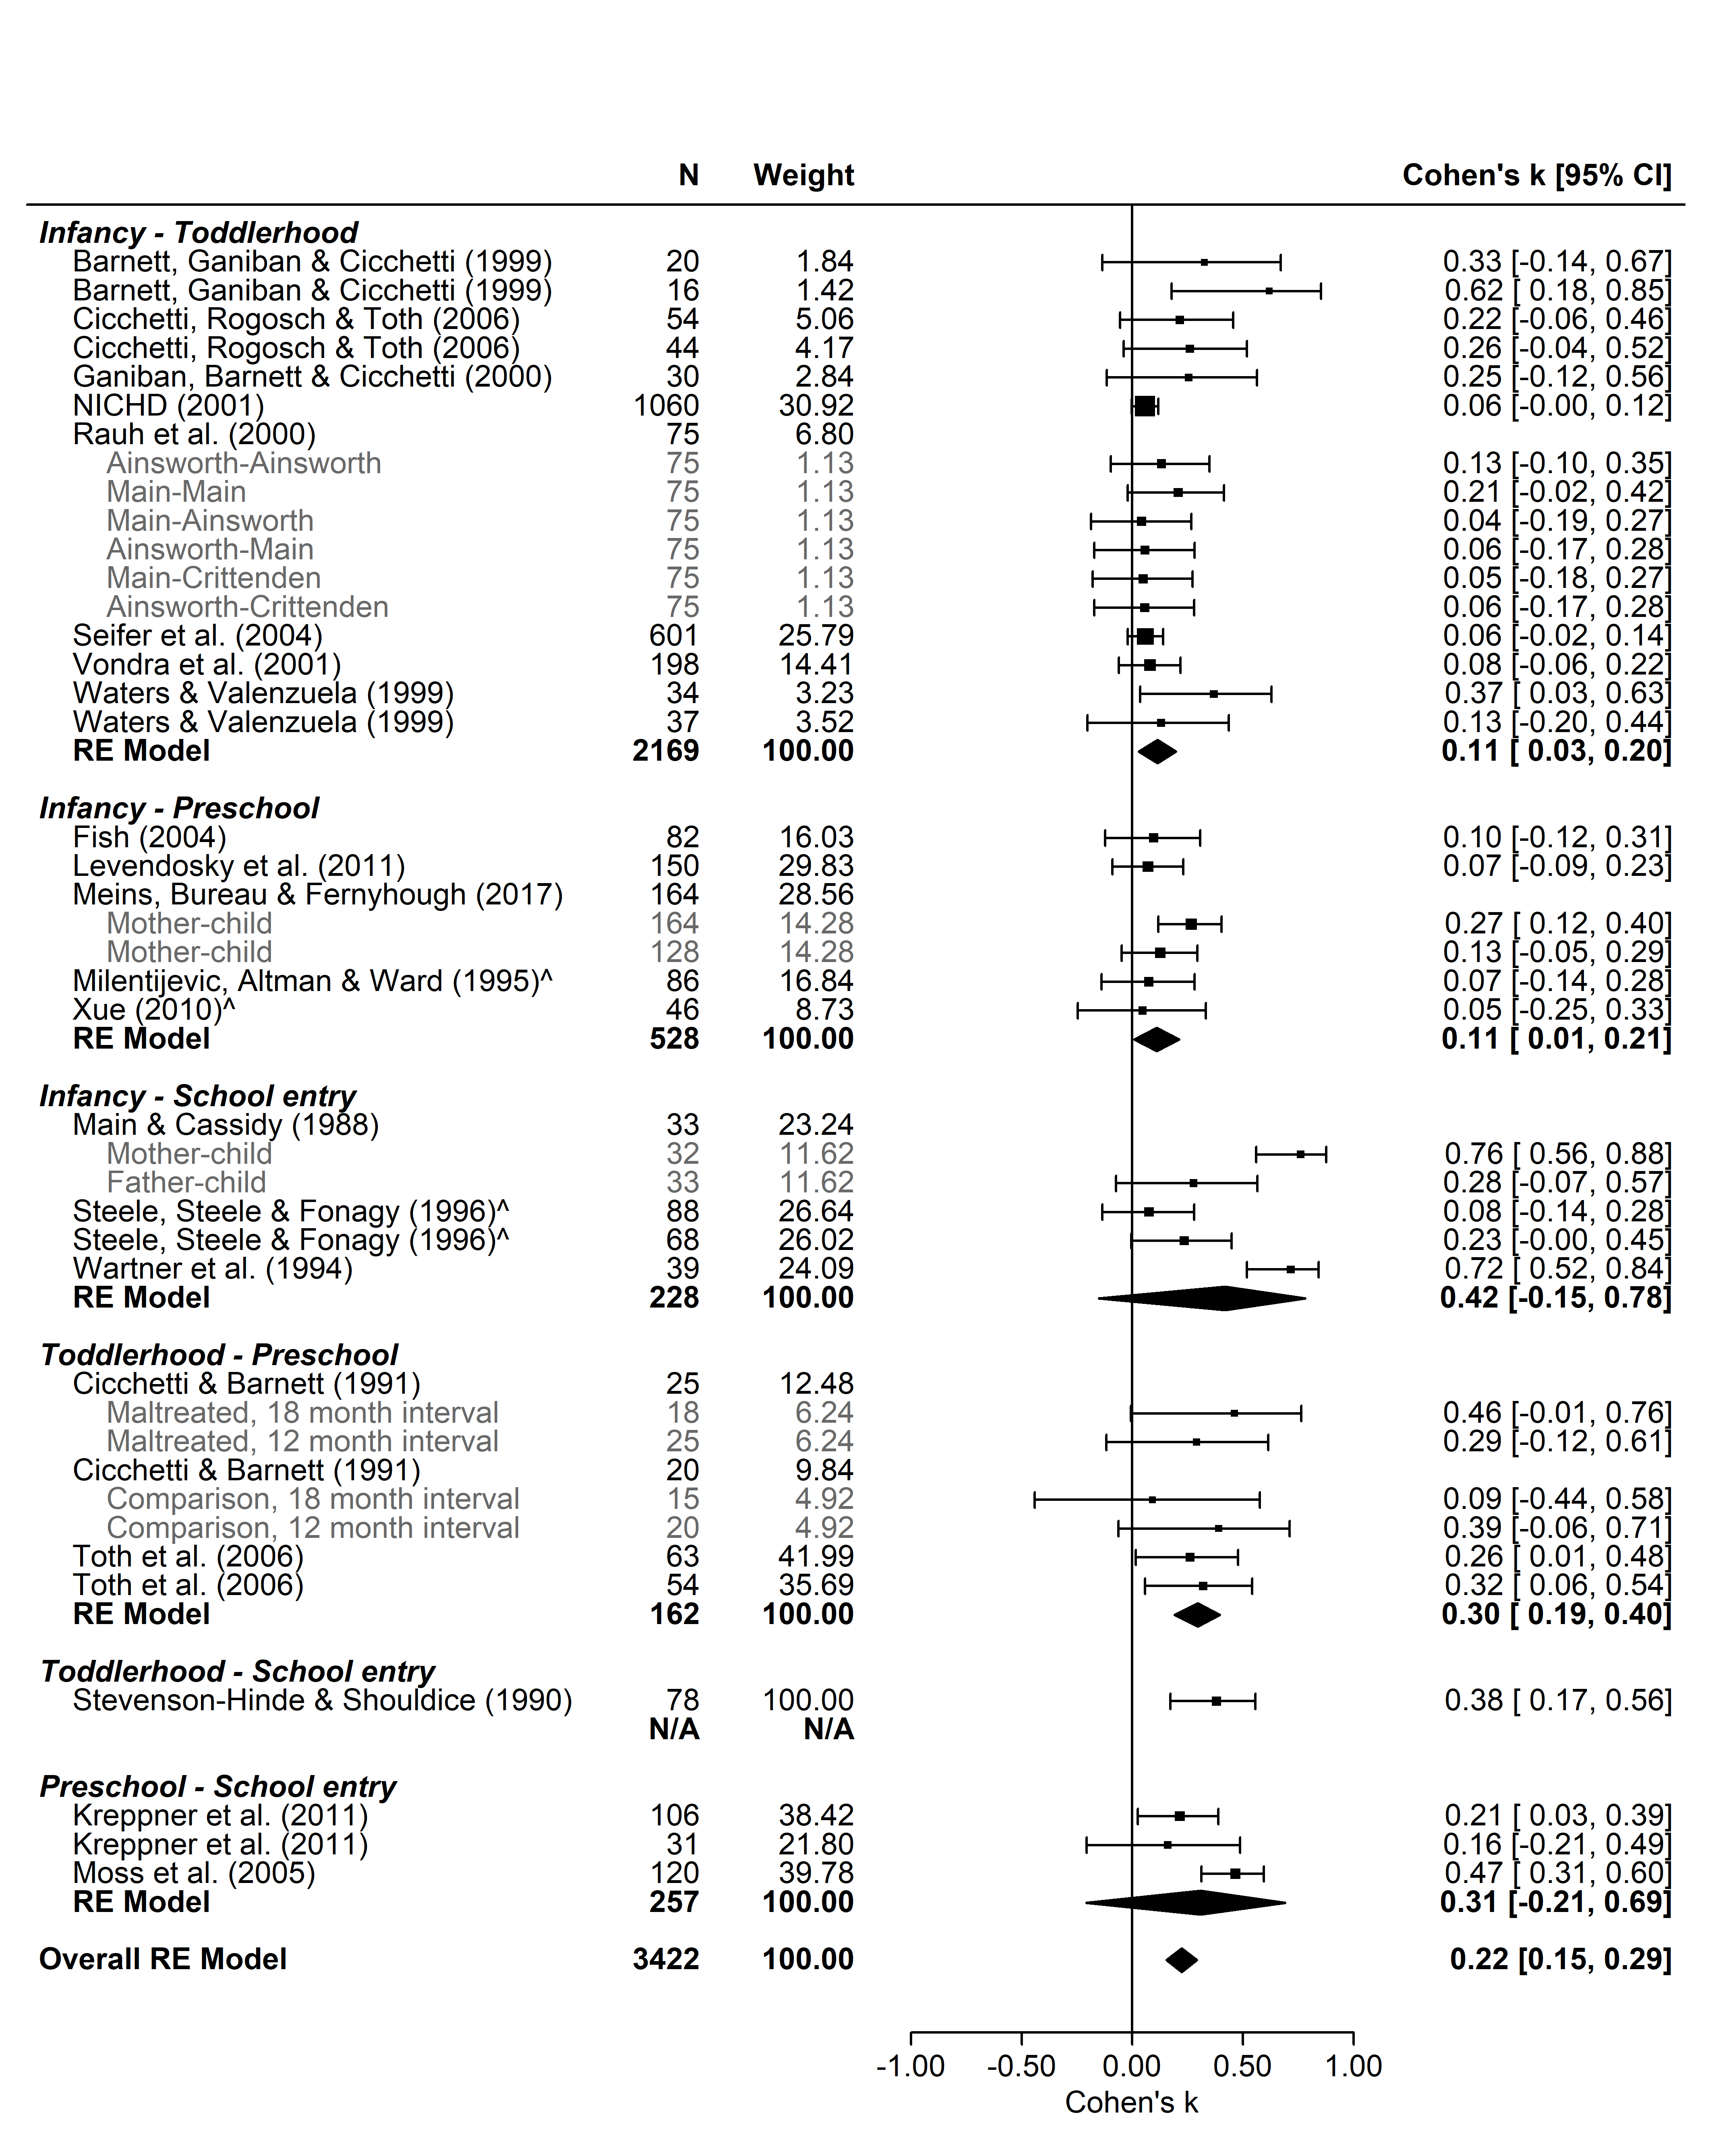 N Weight Cohen's k [95% CI]
Infancy - Toddlerhood
Barnett, Ganiban & Cicchetti (1999) 20 1.84 0.33 [-0.14, 0.67]
Barnett, Ganiban & Cicchetti (1999) 16 1.42 0.62 [ 0.18, 0.85]
Cicchetti, Rogosch & Toth (2006) 54 5.06 0.22 [-0.06, 0.46]
Cicchetti, Rogosch & Toth (2006) 44 4.17 0.26 [-0.04, 0.52]
Ganiban, Barnett & Cicchetti (2000) 30 2.84 0.25 [-0.12, 0.56]
NICHD (2001) 1060 30.92 0.06 [-0.00, 0.12]
Rauh et al. (2000) 75 6.80
Ainsworth-Ainsworth 75 1.13 0.13 [-0.10, 0.35]
Main-Main 75 1.13 0.21 [-0.02, 0.42]
Main-Ainsworth 75 1.13 0.04 [-0.19, 0.27]
Ainsworth-Main 75 1.13 0.06 [-0.17, 0.28]
Main-Crittenden 75 1.13 0.05 [-0.18, 0.27]
Ainsworth-Crittenden 75 1.13 0.06 [-0.17, 0.28]
Seifer et al. (2004) 601 25.79 0.06 [-0.02, 0.14]
Vondra et al. (2001) 198 14.41 0.08 [-0.06, 0.22]
Waters & Valenzuela (1999) 34 3.23 0.37 [ 0.03, 0.63]
Waters & Valenzuela (1999) 37 3.52 0.13 [-0.20, 0.44]
RE Model 2169 100.00 0.11 [ 0.03, 0.20]
Infancy - Preschool
Fish (2004) 82 16.03 0.10 [-0.12, 0.31]
Levendosky et al. (2011) 150 29.83 0.07 [-0.09, 0.23]
Meins, Bureau & Fernyhough (2017) 164 28.56
Mother-child 164 14.28 0.27 [ 0.12, 0.40]
Mother-child 128 14.28 0.13 [-0.05, 0.29]
Milentijevic, Altman & Ward (1995)^ 86 16.84 0.07 [-0.14, 0.28]
Xue (2010)^ 46 8.73 0.05 [-0.25, 0.33]
RE Model 528 100.00 0.11 [ 0.01, 0.21]
Infancy - School entry
Main & Cassidy (1988) 33 23.24
Mother-child 32 11.62 0.76 [ 0.56, 0.88]
Father-child 33 11.62 0.28 [-0.07, 0.57]
Steele, Steele & Fonagy (1996)^ 88 26.64 0.08 [-0.14, 0.28]
Steele, Steele & Fonagy (1996)^ 68 26.02 0.23 [-0.00, 0.45]
Wartner et al. (1994) 39 24.09 0.72 [ 0.52, 0.84]
RE Model 228 100.00 0.42 [-0.15, 0.78]
Toddlerhood - Preschool
Cicchetti & Barnett (1991) 25 12.48
Maltreated, 18 month interval 18 6.24 0.46 [-0.01, 0.76]
Maltreated, 12 month interval 25 6.24 0.29 [-0.12, 0.61]
Cicchetti & Barnett (1991) 20 9.84
Comparison, 18 month interval 15 4.92 0.09 [-0.44, 0.58]
Comparison, 12 month interval 20 4.92 0.39 [-0.06, 0.71]
Toth et al. (2006) 63 41.99 0.26 [ 0.01, 0.48]
Toth et al. (2006) 54 35.69 0.32 [ 0.06, 0.54]
RE Model 162 100.00 0.30 [ 0.19, 0.40]
Toddlerhood - School entry
Stevenson-Hinde & Shouldice (1990) 78 100.00 0.38 [ 0.17, 0.56]
N/A N/A
Preschool - School entry
Kreppner et al. (2011) 106 38.42 0.21 [ 0.03, 0.39]
Kreppner et al. (2011) 31 21.80 0.16 [-0.21, 0.49]
Moss et al. (2005) 120 39.78 0.47 [ 0.31, 0.60]
RE Model 257 100.00 0.31 [-0.21, 0.69]
Overall RE Model 3422 100.00 0.22 [0.15, 0.29]
-1.00 -0.50 0.00 0.50 1.00
Cohen's k